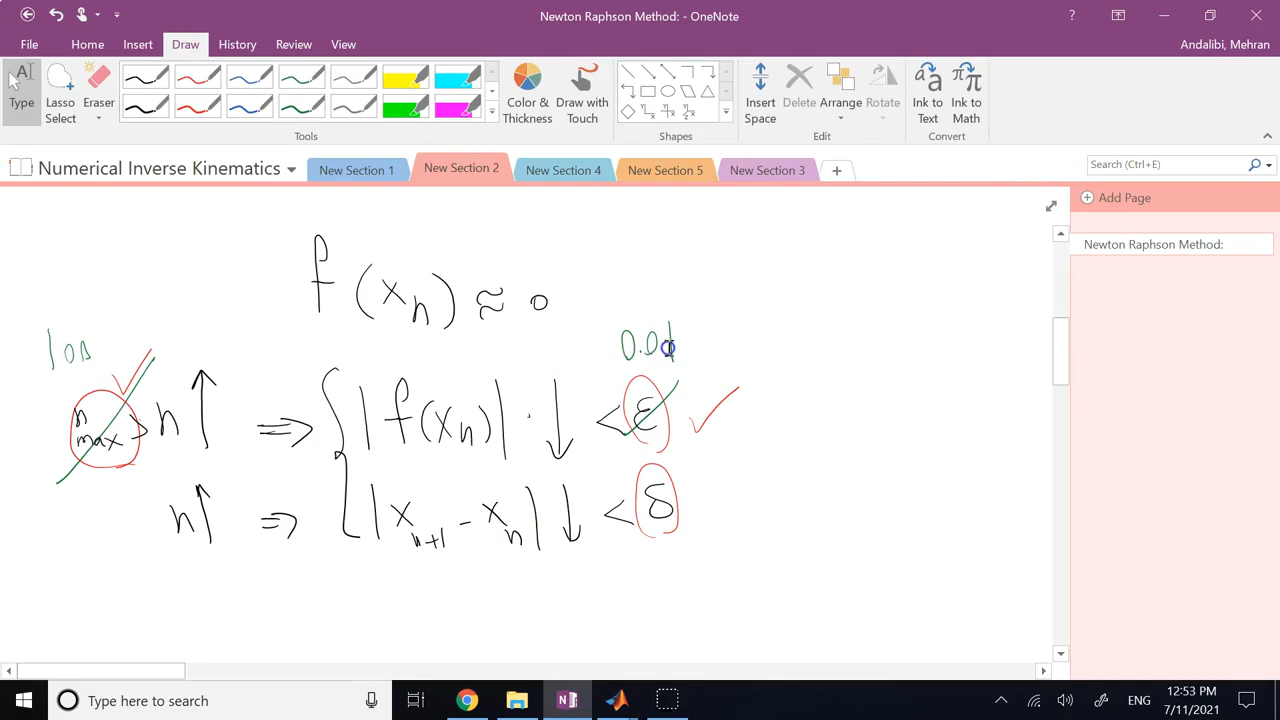 Newton Raphson Method: - OneNote
?
Andalibi, Mehran
File Home Insert Draw History Review View
Type
Lasso Select
Eraser
Color & Thickness
Draw with Touch
Insert Space
Delete
Arrange
Rotate
Ink to Text
Ink to Math
Tools
Shapes
Edit
Convert
Numerical Inverse Kinematics
New Section 1
New Section 2
New Section 4
New Section 5
New Section 3
Search (Ctrl+E)
Add Page
Newton Raphson Method:
f(xn) ≈ 0
0.01
n max > n ↑ ⇒ { |f(xn)| ↓ < ε ✓
n ↑ ⇒ |xn+1 - xn| ↓ < δ
Type here to search
ENG
12:53 PM
7/11/2021